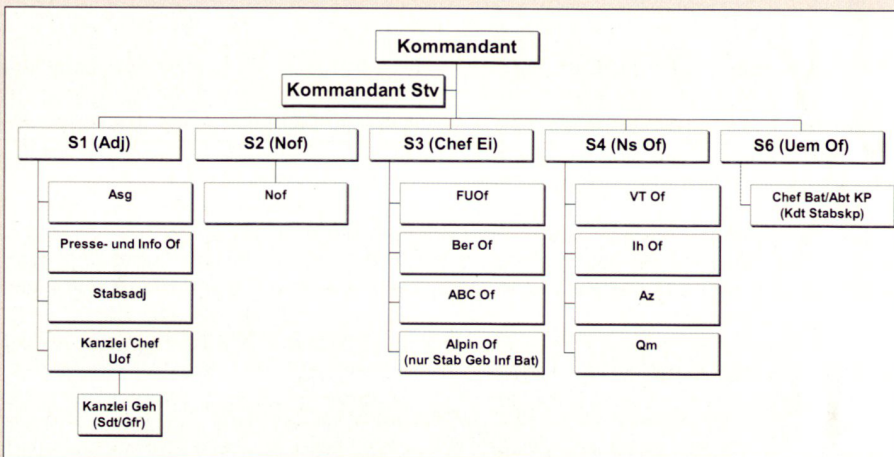 Kommandant
Kommandant Stv
S1 (Adj)
S2 (Nof)
S3 (Chef Ei)
S4 (Ns Of)
S6 (Uem Of)
Asg
Presse- und Info Of
Stabsadj
Kanzlei Chef
Uof
Kanzlei Geh
(Sdt/Gfr)
Nof
FUOf
Ber Of
ABC Of
Alpin Of
(nur Stab Geb Inf Bat)
VT Of
Ih Of
Az
Qm
Chef Bat/Abt KP
(Kdt Stabskp)